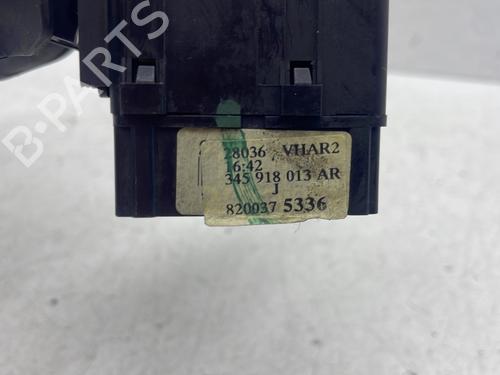 B-PARTS
28036 VHAR2
16:42
345 918 013 AR
J
820037 5336